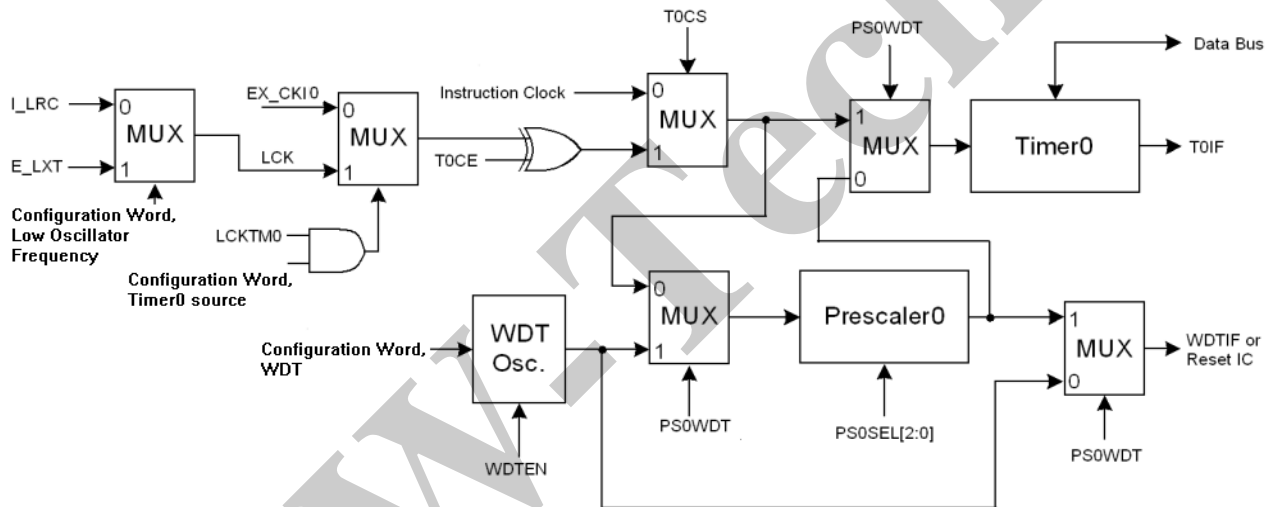 T0CS
PS0WDT
Data Bus
I_LRC
0
MUX
1
E_LXT
Configuration Word,
Low Oscillator
Frequency
EX_CKI0
0
MUX
LCK
1
LCKTM0
Configuration Word,
Timer0 source
T0CE
Instruction Clock
0
MUX
1
1
MUX
0
Timer0
T0IF
Configuration Word,
WDT
WDT
Osc.
WDTEN
0
MUX
1
PS0WDT
Prescaler0
PS0SEL[2:0]
1
MUX
0
PS0WDT
WDTIF or
Reset IC